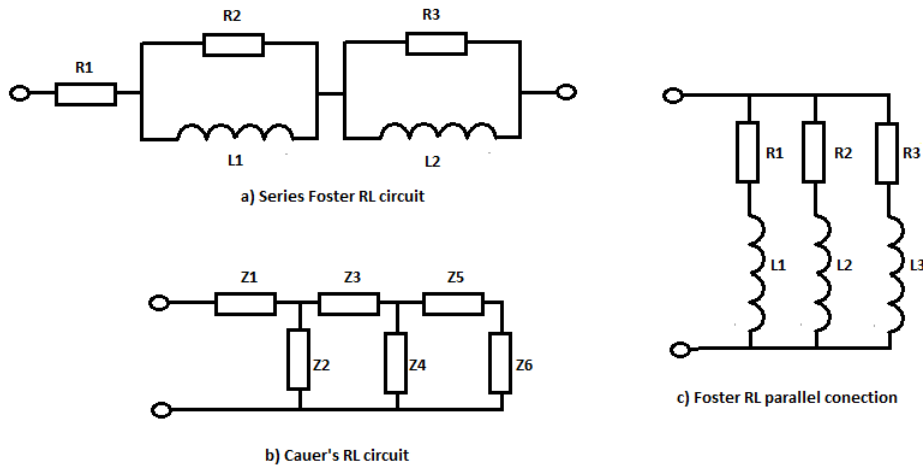 R2
R3
R1
L1
L2
a) Series Foster RL circuit
Z1
Z3
Z5
Z2
Z4
Z6
b) Cauer's RL circuit
R1
R2
R3
L1
L2
L3
c) Foster RL parallel conection